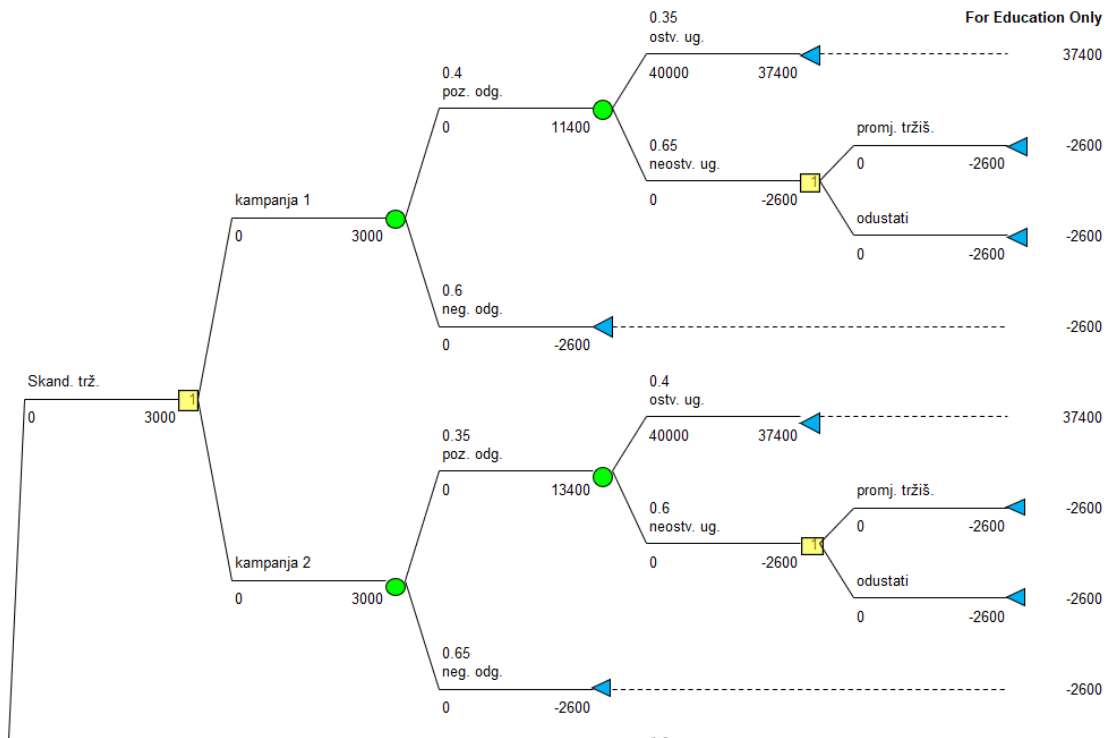 For Education Only
0.35
ostv. ug.
40000 37400
37400
0.4
poz. odg.
0 11400
promj. tržiš.
0 -2600
-2600
0.65
neostv. ug.
0 -2600
1
kampanja 1
0 3000
odustati
0 -2600
-2600
0.6
neg. odg.
0 -2600
-2600
Skand. trž.
0 3000
1
0.4
ostv. ug.
40000 37400
37400
0.35
poz. odg.
0 13400
promj. tržiš.
0 -2600
-2600
0.6
neostv. ug.
0 -2600
1
kampanja 2
0 3000
odustati
0 -2600
-2600
0.65
neg. odg.
0 -2600
-2600